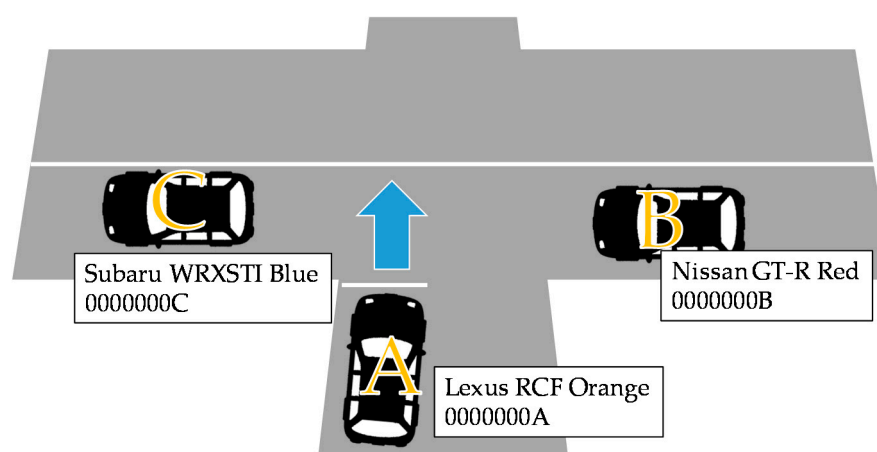 C
B
Subaru WRXSTI Blue
0000000C
Nissan GT-R Red
0000000B
A
Lexus RCF Orange
0000000A